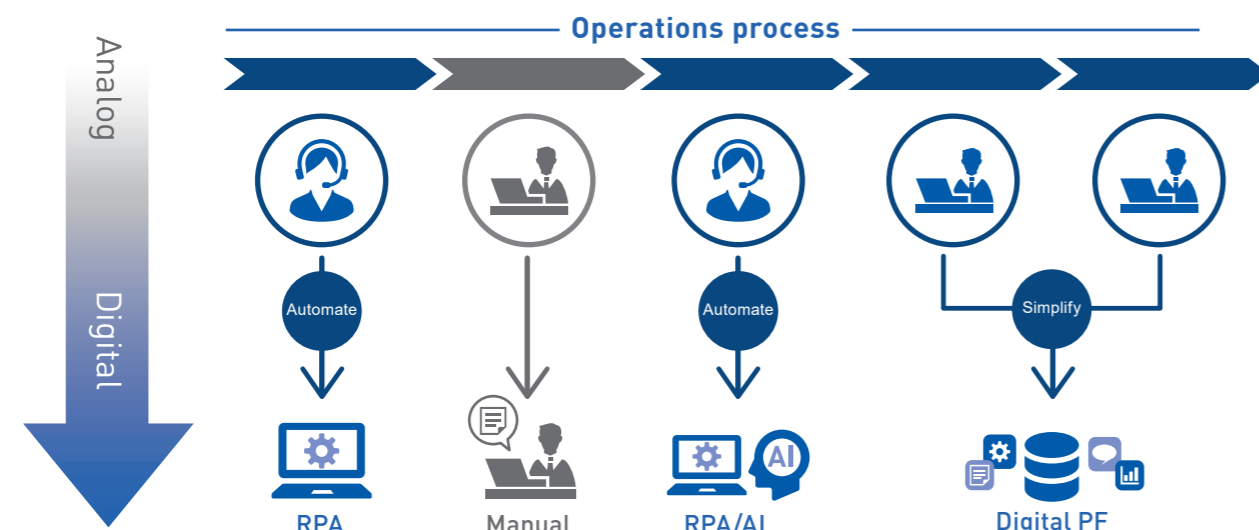 Operations process
Analog
Digital
Automate
Automate
Simplify
AI
RPA
Manual
RPA/AI
Digital PF